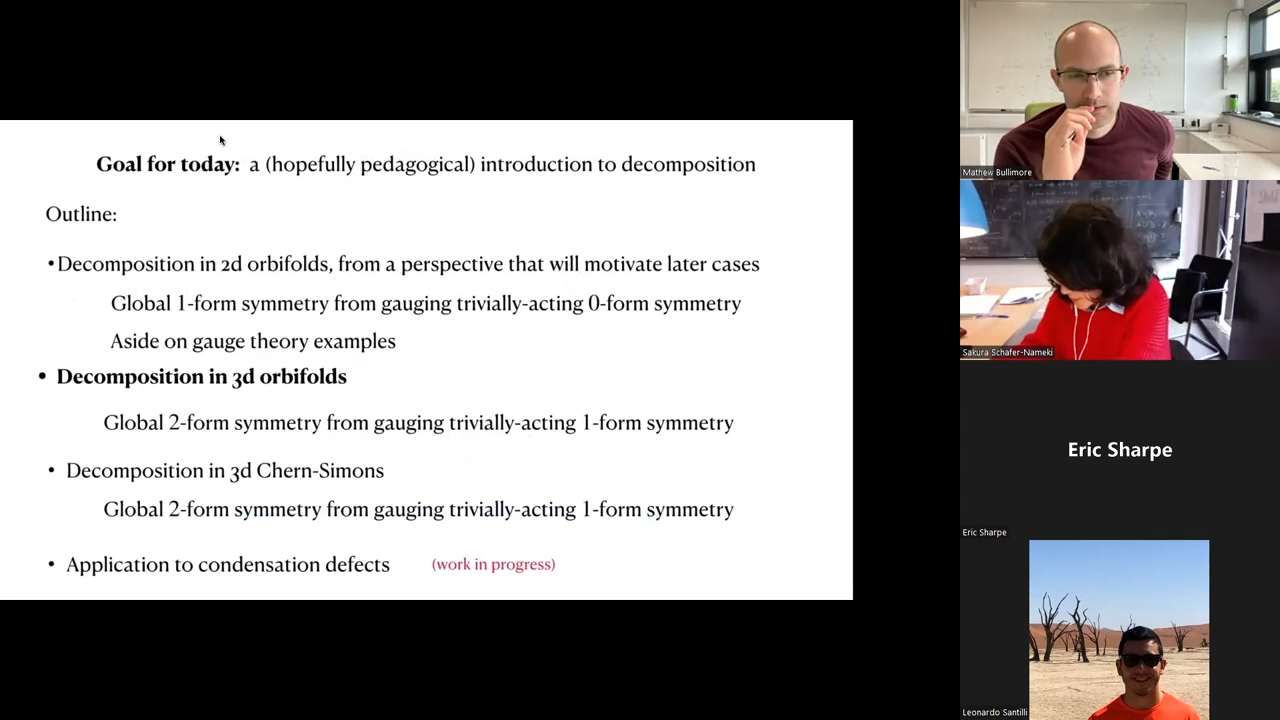 Goal for today: a (hopefully pedagogical) introduction to decomposition
Outline:
• Decomposition in 2d orbifolds, from a perspective that will motivate later cases
Global 1-form symmetry from gauging trivially-acting 0-form symmetry
Aside on gauge theory examples
• Decomposition in 3d orbifolds
Global 2-form symmetry from gauging trivially-acting 1-form symmetry
• Decomposition in 3d Chern-Simons
Global 2-form symmetry from gauging trivially-acting 1-form symmetry
• Application to condensation defects (work in progress)
Mathew Bullimore
Sakura Schafer-Nameki
Eric Sharpe
Eric Sharpe
Leonardo Santilli